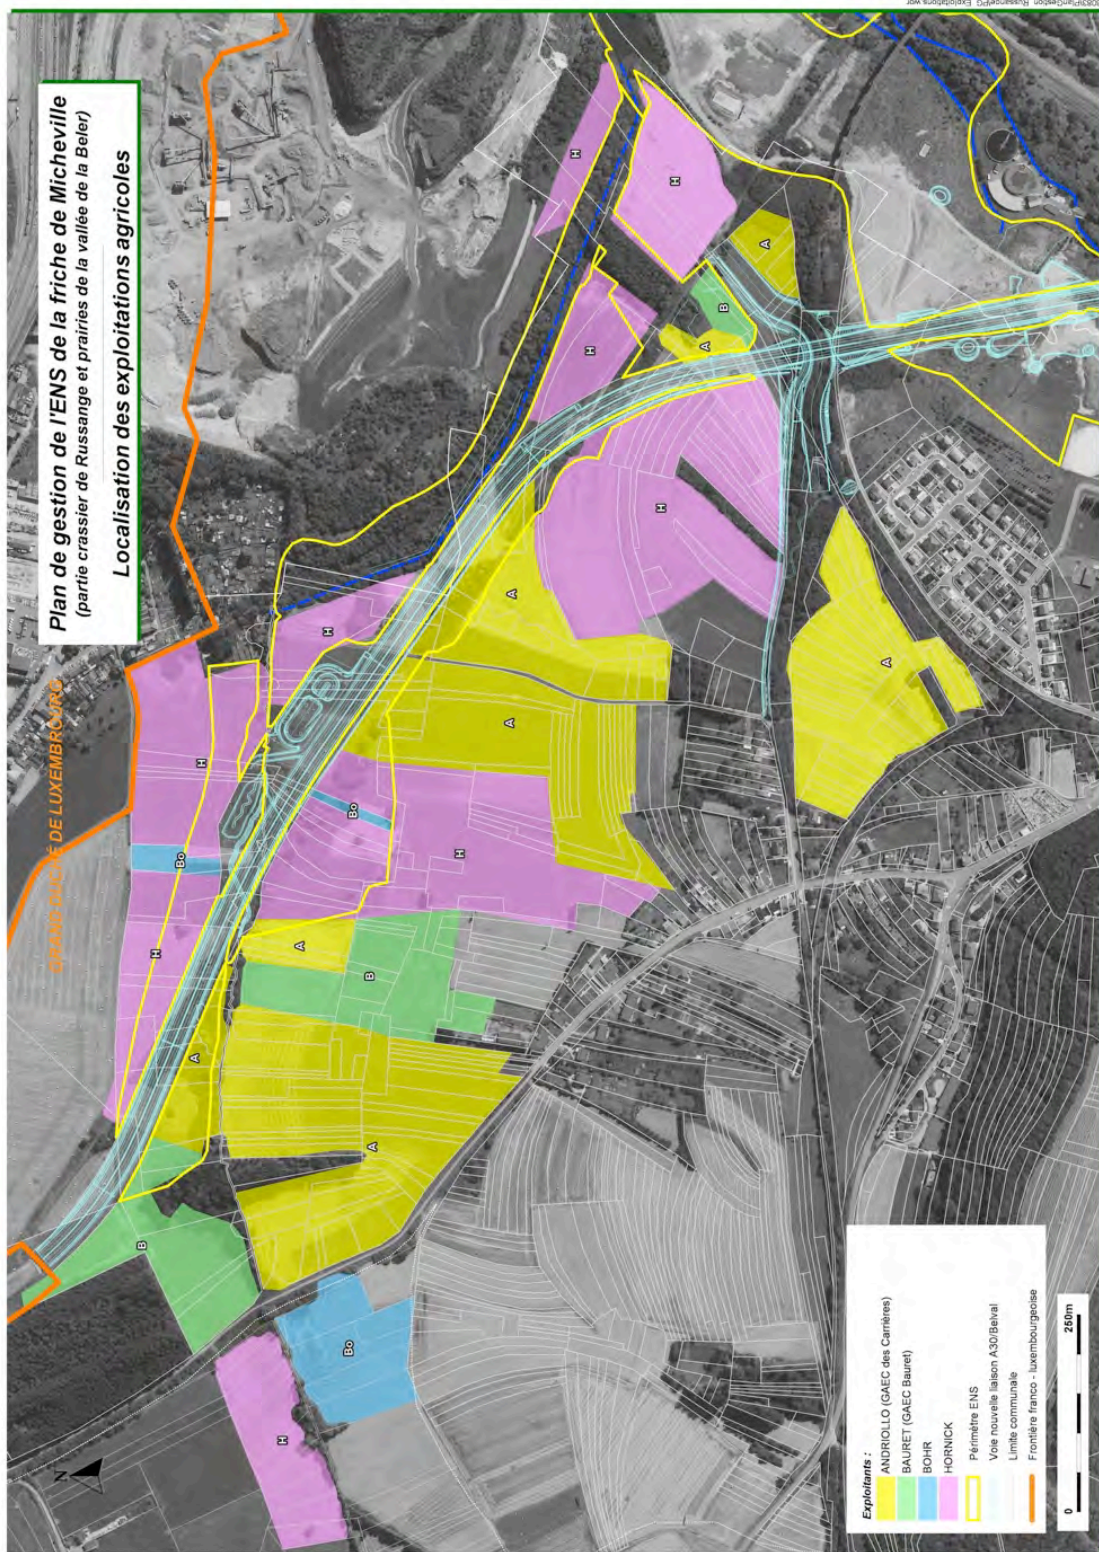 Plan de gestion de l'ENS de la friche de Micheville
(partie crassier de Russange et prairies de la vallée de la Beler)
Localisation des exploitations agricoles
GRAND DUCHÉ DE LUXEMBOURG
H
H
H
A
B
A
H
H
A
A
H
A
H
Bo
Bo
H
H
A
B
A
A
B
Bo
H
N
Exploitants :
ANDRIOLLO (GAEC des Carrières)
BAURET (GAEC Bauret)
BOHR
HORNICK
Périmètre ENS
Voie nouvelle liaison A30/Belval
Limite communale
Frontière franco - luxembourgeoise
0 250m